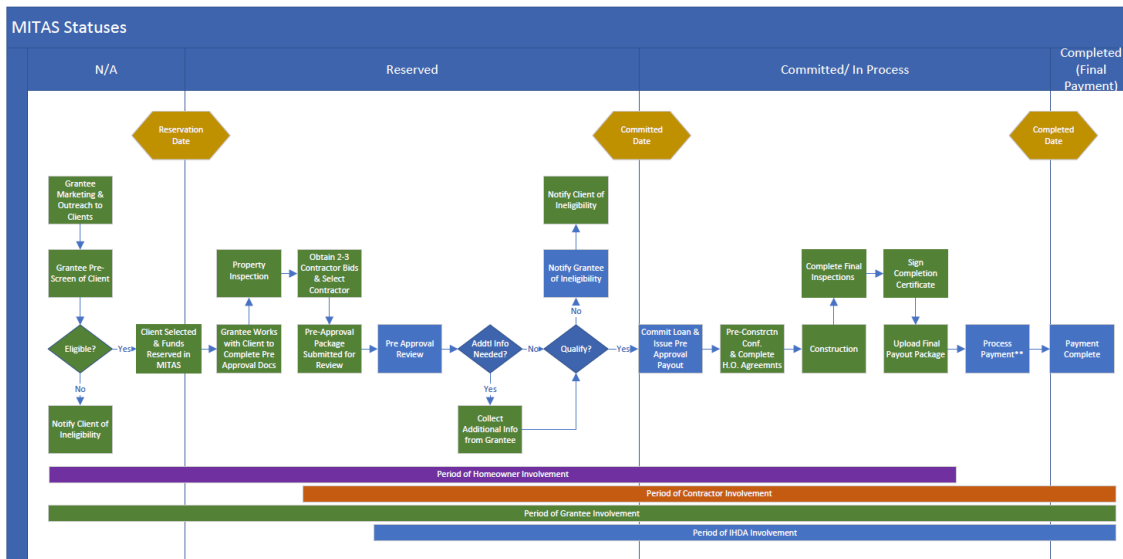 MITAS Statuses
N/A
Reserved
Committed/ In Process
Completed
(Final
Payment)
Reservation
Date
Committed
Date
Completed
Date
Grantee
Marketing &
Outreach to
Clients
Notify Client of
Ineligibility
Grantee Pre-
Screen of Client
Property
Inspection
Obtain 2-3
Contractor Bids
& Select
Contractor
Notify Grantee
of Ineligibility
Complete Final
Inspections
Sign
Completion
Certificate
No
Eligible?
Yes
Client Selected
& Funds
Reserved in
MITAS
Grantee Works
with Client to
Complete Pre
Approval Docs
Pre-Approval
Package
Submitted for
Review
Pre Approval
Review
Addtl Info
Needed?
No
Qualify?
Yes
Commit Loan &
Issue Pre
Approval
Payout
Pre-Constrctn
Conf.
& Complete
H.O. Agreemnts
Construction
Upload Final
Payout Package
Process
Payment**
Payment
Complete
No
Yes
Notify Client of
Ineligibility
Collect
Additional Info
from Grantee
Period of Homeowner Involvement
Period of Contractor Involvement
Period of Grantee Involvement
Period of IHDA Involvement